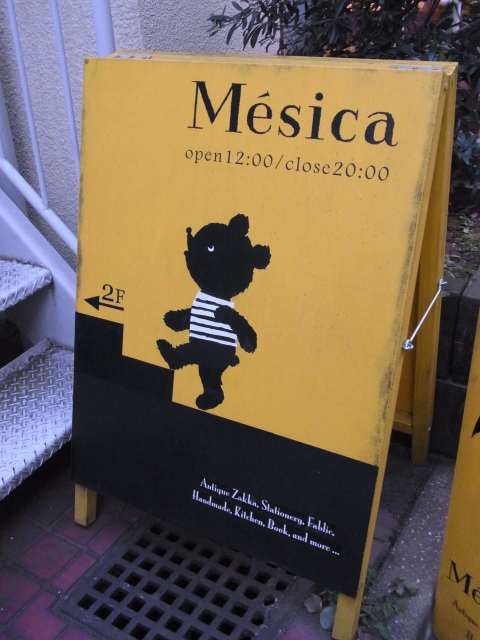 Mésica
open12:00/close20:00
2F
Antique Zakka, Stationery, Fablic,
Handmade, Kitchen, Book, and more...
M